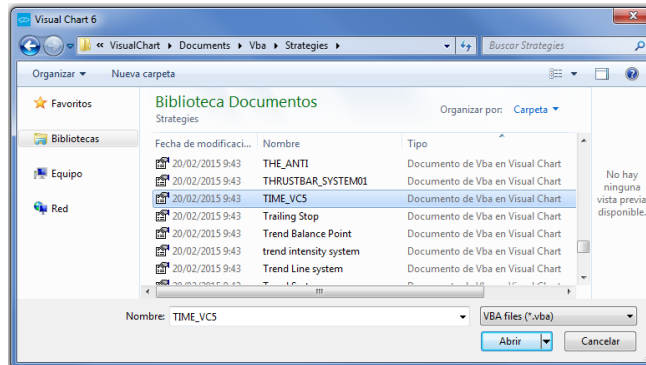 Visual Chart 6
« VisualChart Documents Vba Strategies
Buscar Strategies
Organizar Nueva carpeta
Favoritos
Bibliotecas
Equipo
Red
Biblioteca Documentos
Strategies
Organizar por: Carpeta
Fecha de modificaci... Nombre Tipo
20/02/2015 9:43 THE_ANTI Documento de Vba en Visual Chart
20/02/2015 9:43 THRUSTBAR_SYSTEM01 Documento de Vba en Visual Chart
20/02/2015 9:43 TIME_VC5 Documento de Vba en Visual Chart
20/02/2015 9:43 Trailing Stop Documento de Vba en Visual Chart
20/02/2015 9:43 Trend Balance Point Documento de Vba en Visual Chart
20/02/2015 9:43 trend intensity system Documento de Vba en Visual Chart
20/02/2015 9:43 Trend Line system Documento de Vba en Visual Chart
No hay
ninguna
vista previa
disponible.
Nombre: TIME_VC5
VBA files (*.vba)
Abrir Cancelar